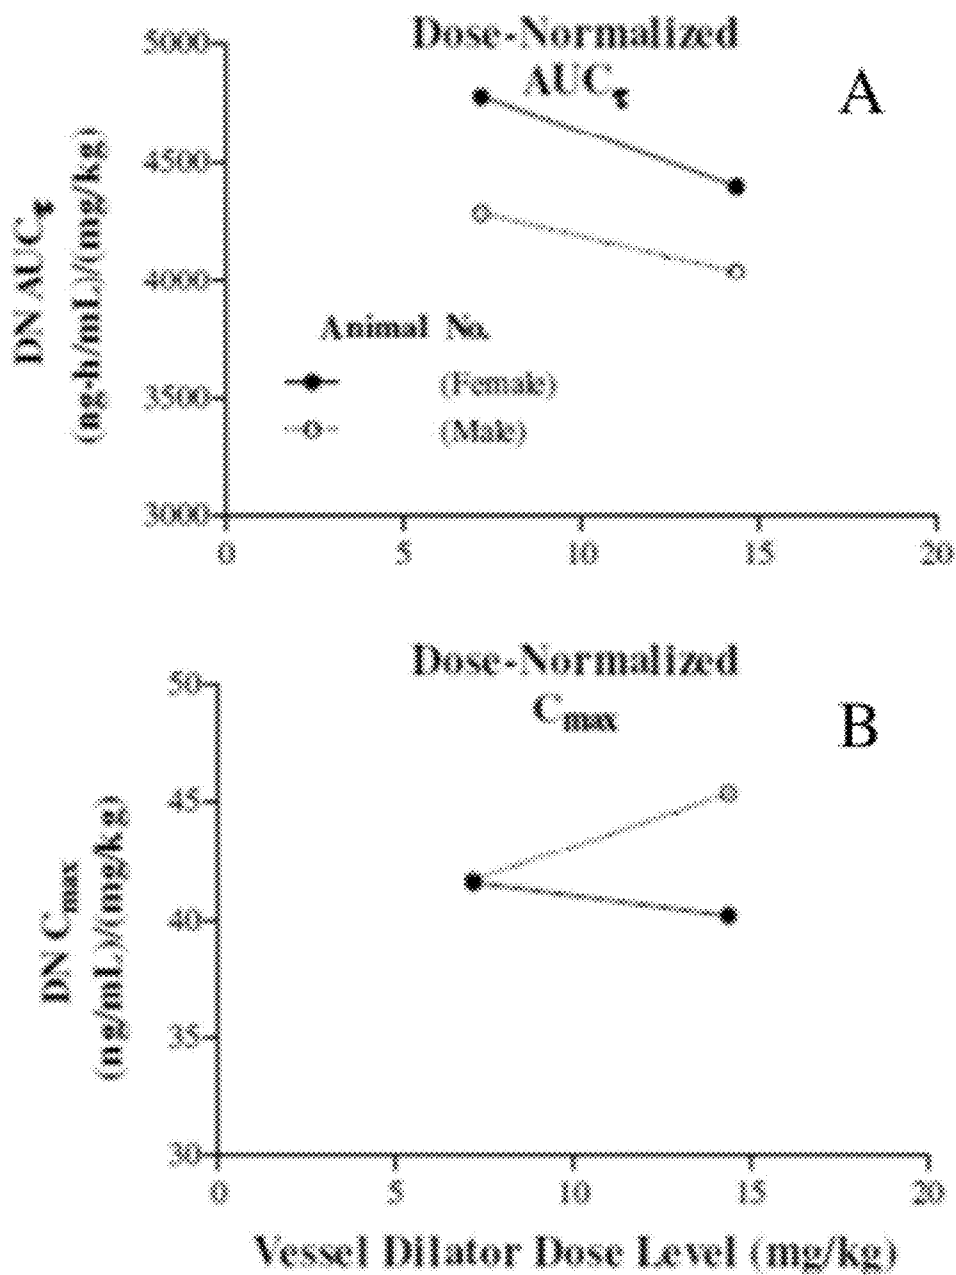 Dose-Normalized
AUCτ
A
5000
4500
4000
3500
3000
DN AUCτ
(ng-h/mL)/(mg/kg)
Animal No.
(Female)
(Male)
0 5 10 15 20
Dose-Normalized
Cmax
B
50
45
40
35
30
DN Cmax
(ng/mL)/(mg/kg)
0 5 10 15 20
Vessel Dilator Dose Level (mg/kg)